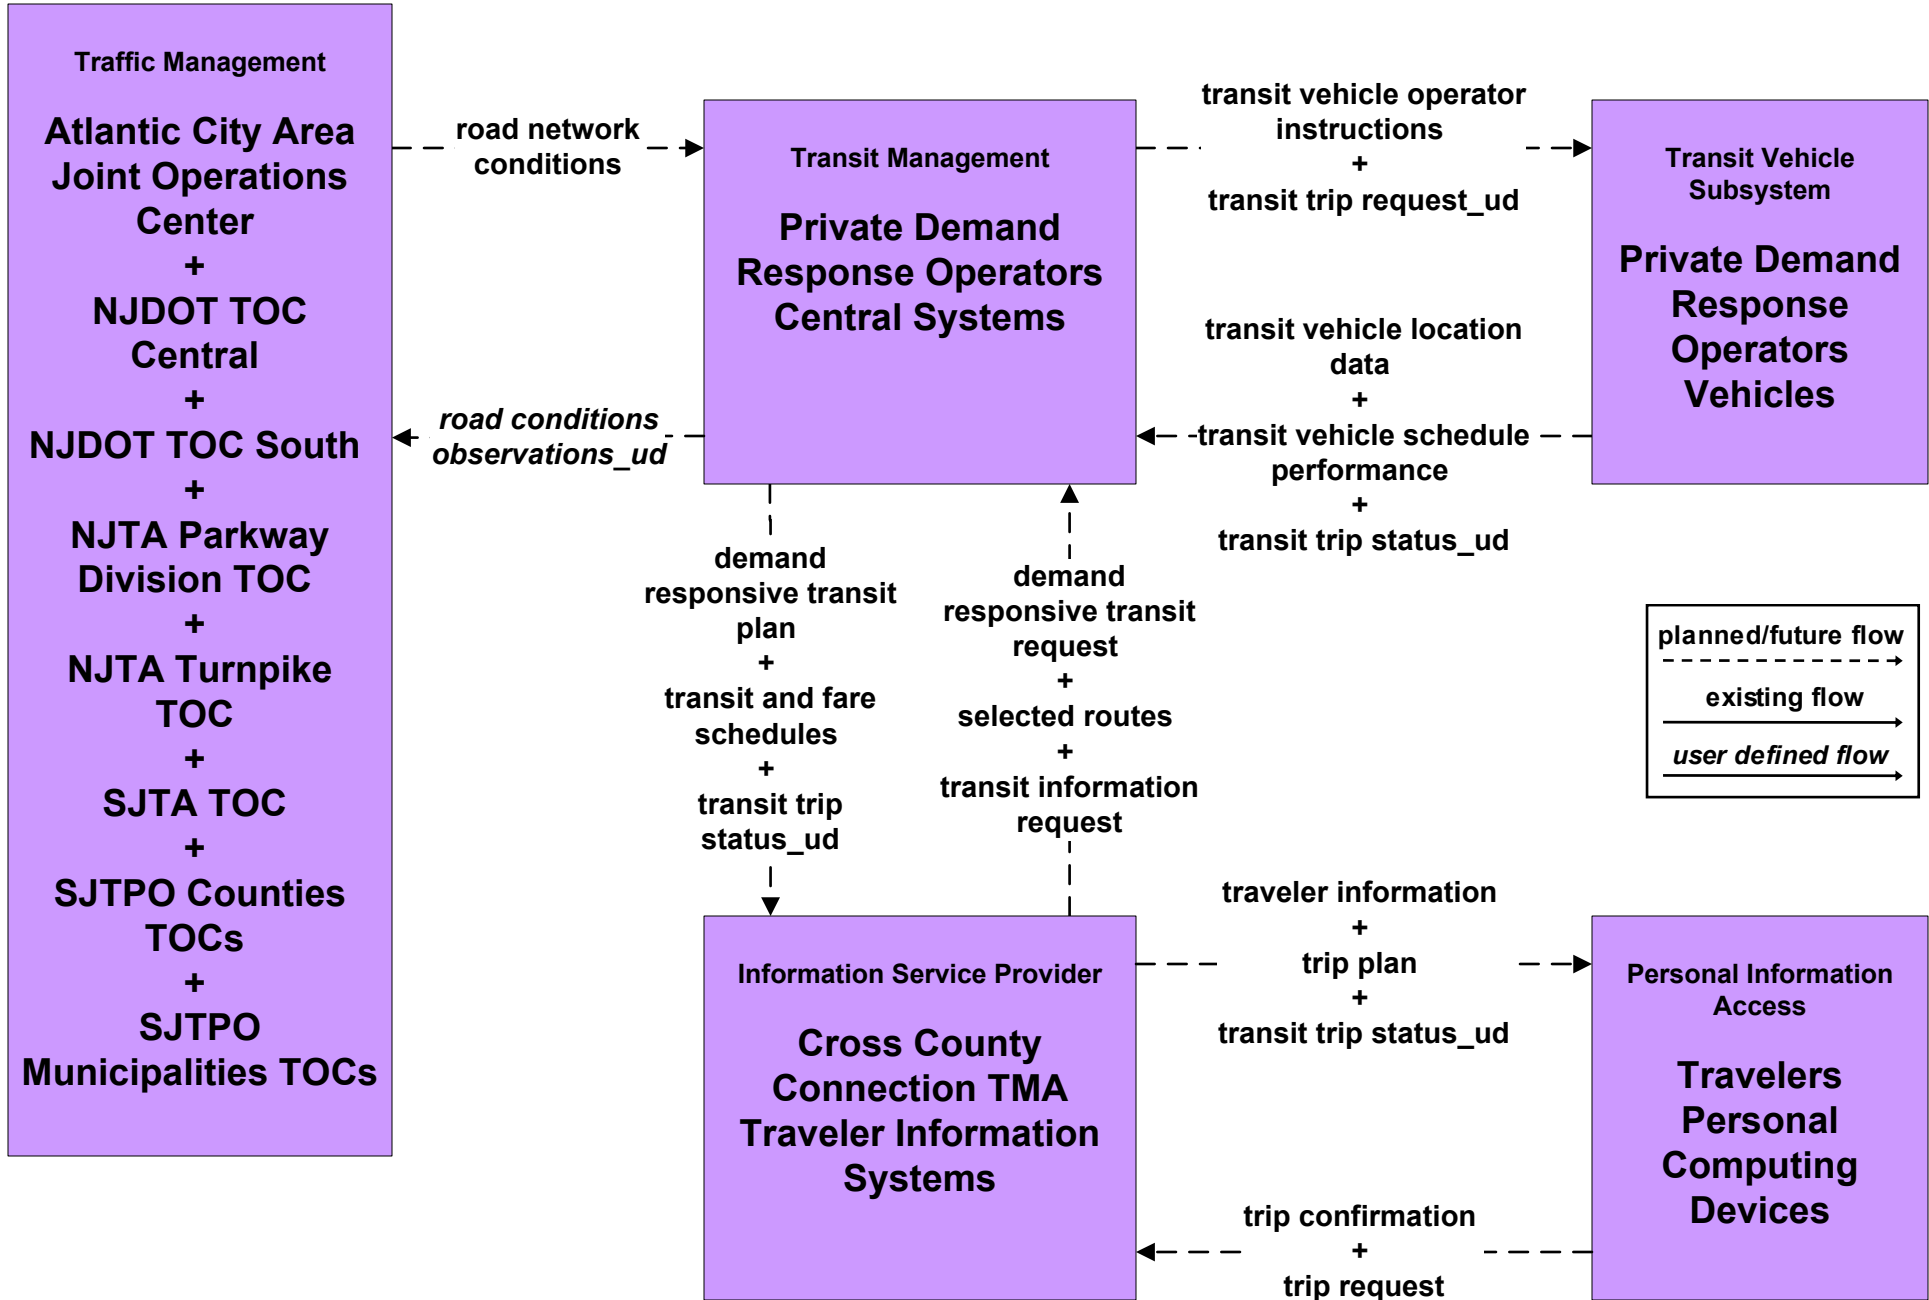 Traffic Management
Atlantic City Area
Joint Operations
Center
+
NJDOT TOC
Central
+
NJDOT TOC South
+
NJTA Parkway
Division TOC
+
NJTA Turnpike
TOC
+
SJTA TOC
+
SJTPO Counties
TOCs
+
SJTPO
Municipalities TOCs
road network
conditions
road conditions
observations_ud
Transit Management
Private Demand
Response Operators
Central Systems
transit vehicle operator
instructions
+
transit trip request_ud
transit vehicle location
data
+
transit vehicle schedule
performance
+
transit trip status_ud
Transit Vehicle
Subsystem
Private Demand
Response
Operators
Vehicles
demand
responsive transit
plan
+
transit and fare
schedules
+
transit trip
status_ud
demand
responsive transit
request
+
selected routes
+
transit information
request
planned/future flow
existing flow
user defined flow
Information Service Provider
Cross County
Connection TMA
Traveler Information
Systems
traveler information
+
trip plan
+
transit trip status_ud
trip confirmation
+
trip request
Personal Information
Access
Travelers
Personal
Computing
Devices